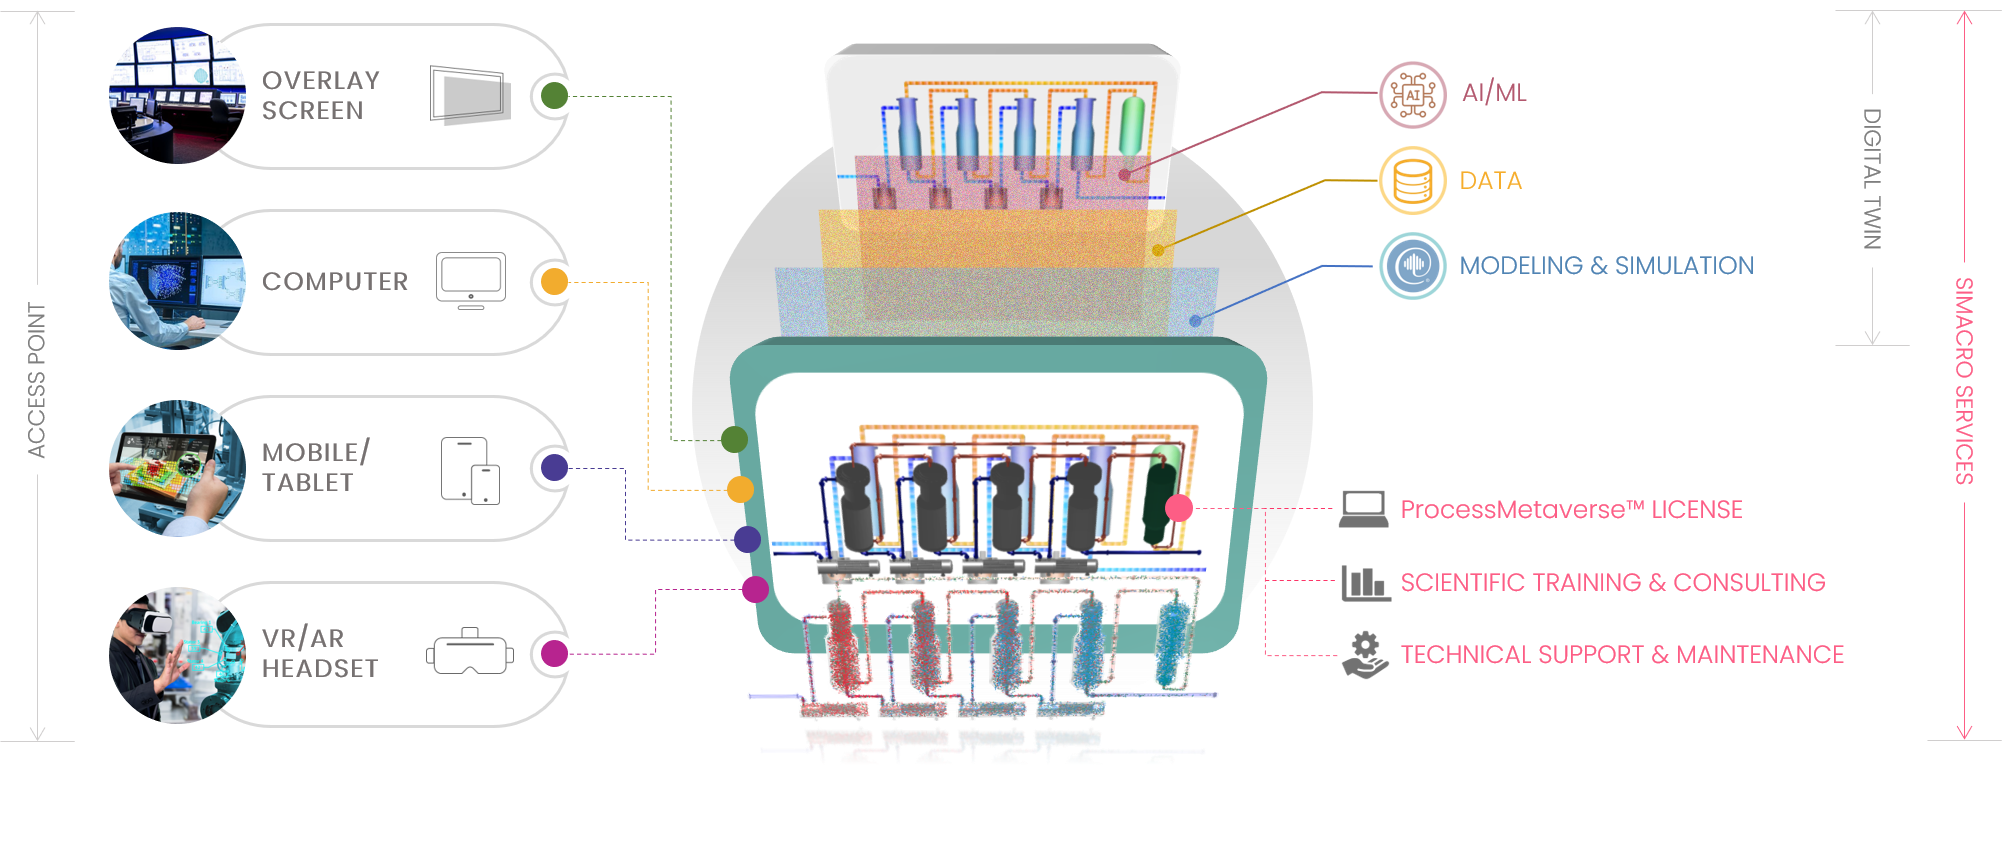 ACCESS POINT
OVERLAY
SCREEN
COMPUTER
MOBILE/
TABLET
VR/AR
HEADSET
AI
AI/ML
DATA
MODELING & SIMULATION
DIGITAL TWIN
SIMACRO SERVICES
ProcessMetaverse™ LICENSE
SCIENTIFIC TRAINING & CONSULTING
TECHNICAL SUPPORT & MAINTENANCE